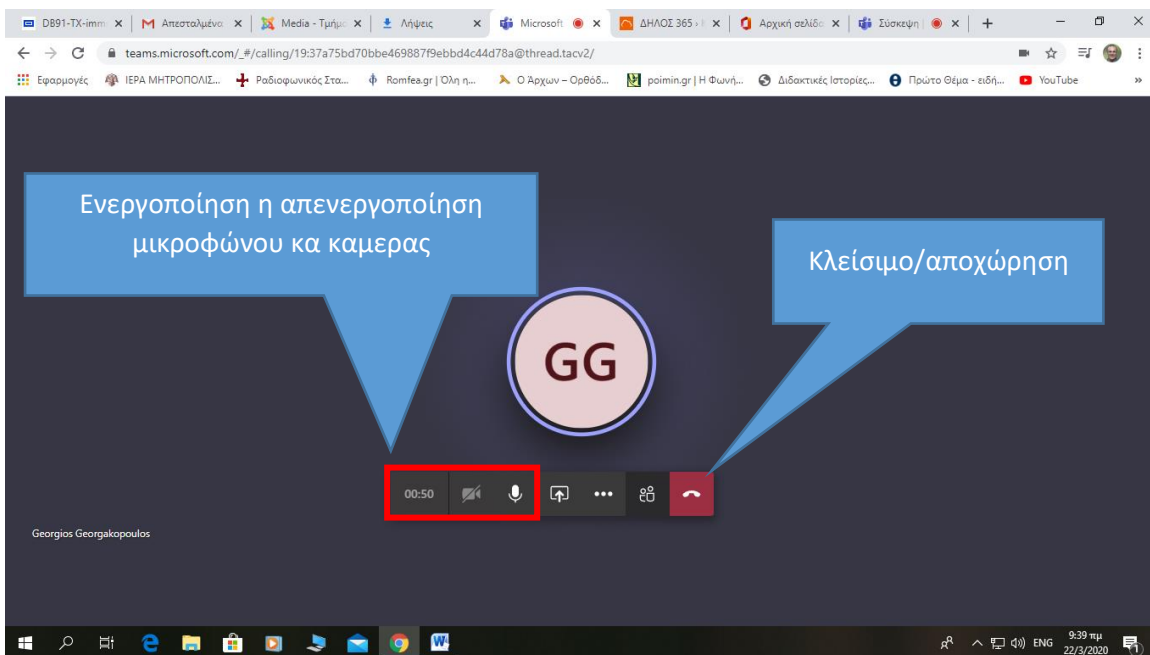 DB91-TX-imm
Απεσταλμένα
Media - Τμήμα
Λήψεις
Microsoft
ΔΗΛΟΣ 365 ›
Αρχική σελίδα
Σύσκεψη |
teams.microsoft.com/_#/calling/19:37a75bd70bbe469887f9ebbd4c44d78a@thread.tacv2/
Εφαρμογές
ΙΕΡΑ ΜΗΤΡΟΠΟΛΙΣ...
Ραδιοφωνικός Στα...
Romfea.gr | Όλη η...
Ο Άρχων – Ορθόδ...
poimin.gr | Η Φωνή...
Διδακτικές Ιστορίες...
Πρώτο Θέμα - ειδή...
YouTube
»
Ενεργοποίηση η απενεργοποίηση
μικροφώνου κα καμερας
Κλείσιμο/αποχώρηση
GG
00:50
Georgios Georgakopoulos
ENG
9:39 πμ
22/3/2020